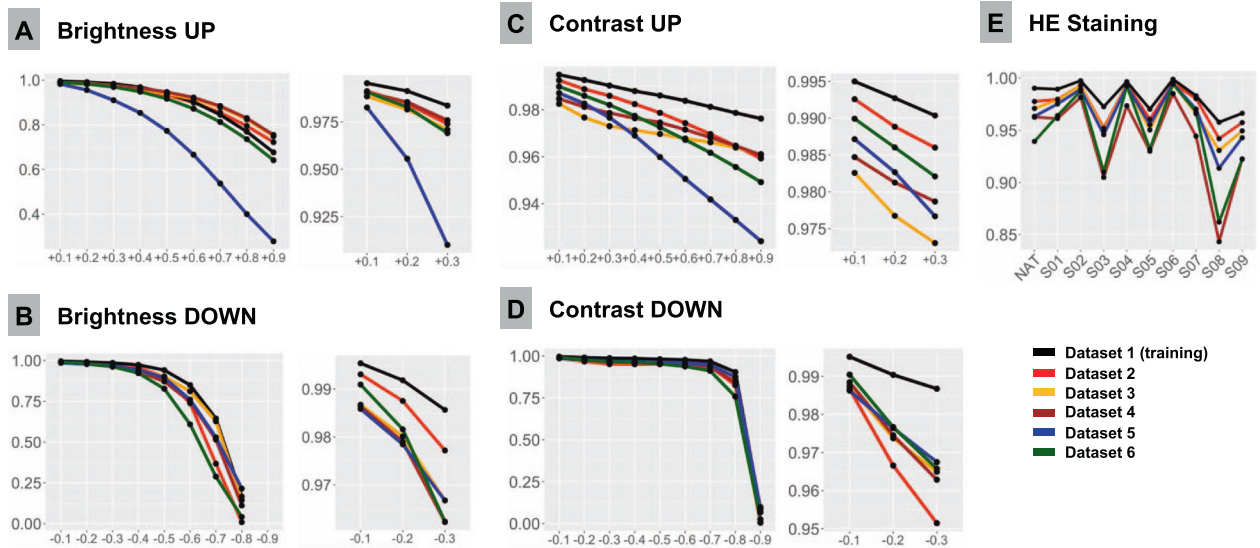 A Brightness UP
1.0
0.8
0.6
0.4
+0.1 +0.2 +0.3 +0.4 +0.5 +0.6 +0.7 +0.8 +0.9
0.975
0.950
0.925
+0.1 +0.2 +0.3
C Contrast UP
0.98
0.96
0.94
+0.1 +0.2 +0.3 +0.4 +0.5 +0.6 +0.7 +0.8 +0.9
0.995
0.990
0.985
0.980
0.975
+0.1 +0.2 +0.3
E HE Staining
1.00
0.95
0.90
0.85
NAT S01 S02 S03 S04 S05 S06 S07 S08 S09
B Brightness DOWN
1.00
0.75
0.50
0.25
0.00
-0.1 -0.2 -0.3 -0.4 -0.5 -0.6 -0.7 -0.8 -0.9
0.99
0.98
0.97
-0.1 -0.2 -0.3
D Contrast DOWN
1.00
0.75
0.50
0.25
0.00
-0.1 -0.2 -0.3 -0.4 -0.5 -0.6 -0.7 -0.8 -0.9
0.99
0.98
0.97
0.96
0.95
-0.1 -0.2 -0.3
Dataset 1 (training)
Dataset 2
Dataset 3
Dataset 4
Dataset 5
Dataset 6